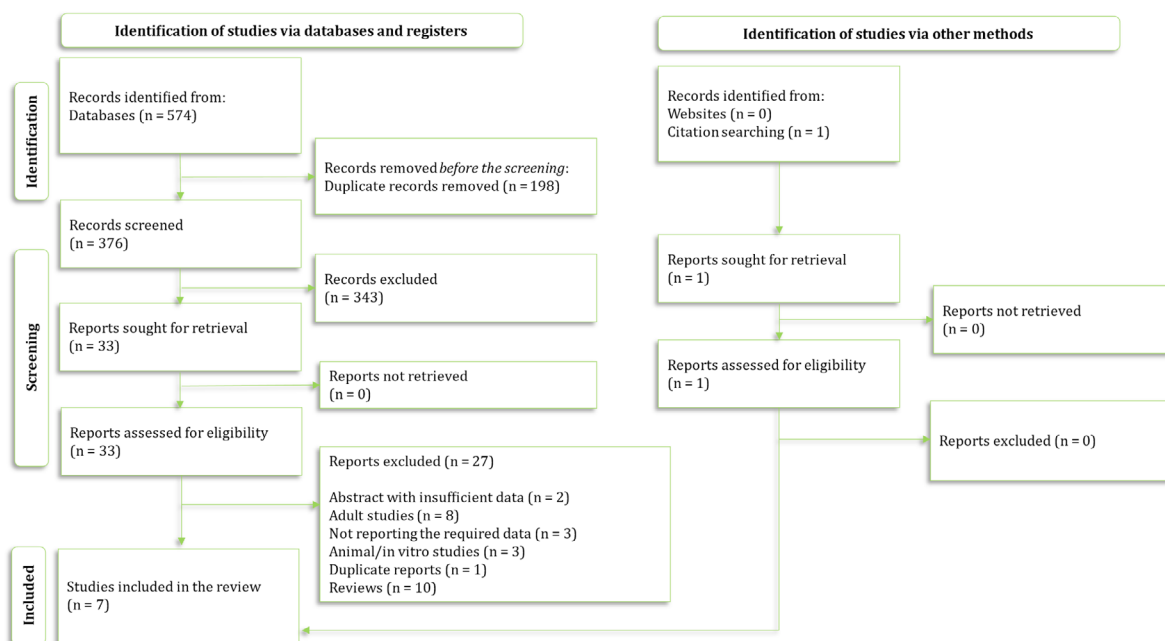 Identification of studies via databases and registers
Identification of studies via other methods
Identification
Records identified from:
Databases (n = 574)
Records removed before the screening:
Duplicate records removed (n = 198)
Records identified from:
Websites (n = 0)
Citation searching (n = 1)
Screening
Records screened
(n = 376)
Records excluded
(n = 343)
Reports sought for retrieval
(n = 33)
Reports not retrieved
(n = 0)
Reports assessed for eligibility
(n = 33)
Reports excluded (n = 27)
Abstract with insufficient data (n = 2)
Adult studies (n = 8)
Not reporting the required data (n = 3)
Animal/in vitro studies (n = 3)
Duplicate reports (n = 1)
Reviews (n = 10)
Reports sought for retrieval
(n = 1)
Reports not retrieved
(n = 0)
Reports assessed for eligibility
(n = 1)
Reports excluded (n = 0)
Included
Studies included in the review
(n = 7)